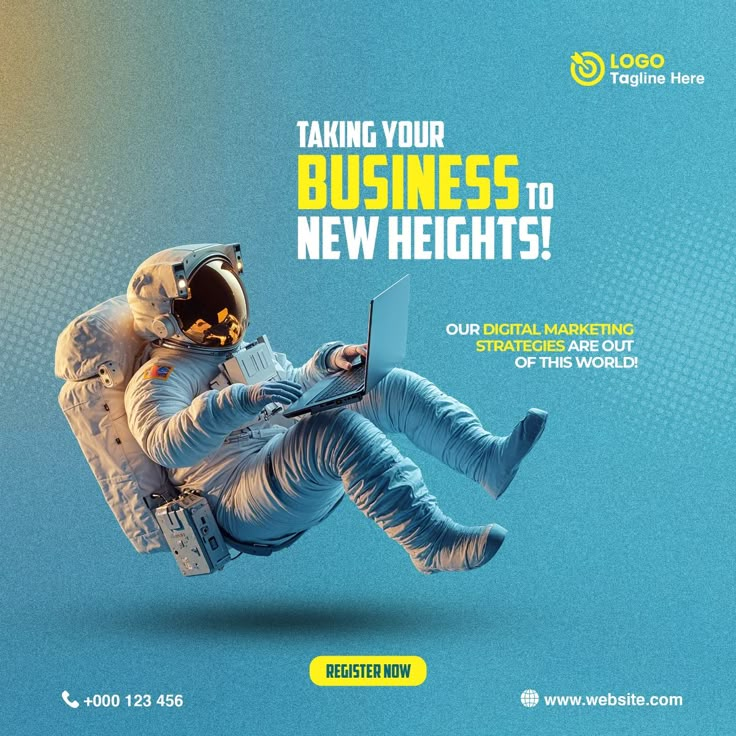 LOGO
Tagline Here
TAKING YOUR
BUSINESS TO
NEW HEIGHTS!
OUR DIGITAL MARKETING
STRATEGIES ARE OUT
OF THIS WORLD!
REGISTER NOW
+000 123 456
www.website.com